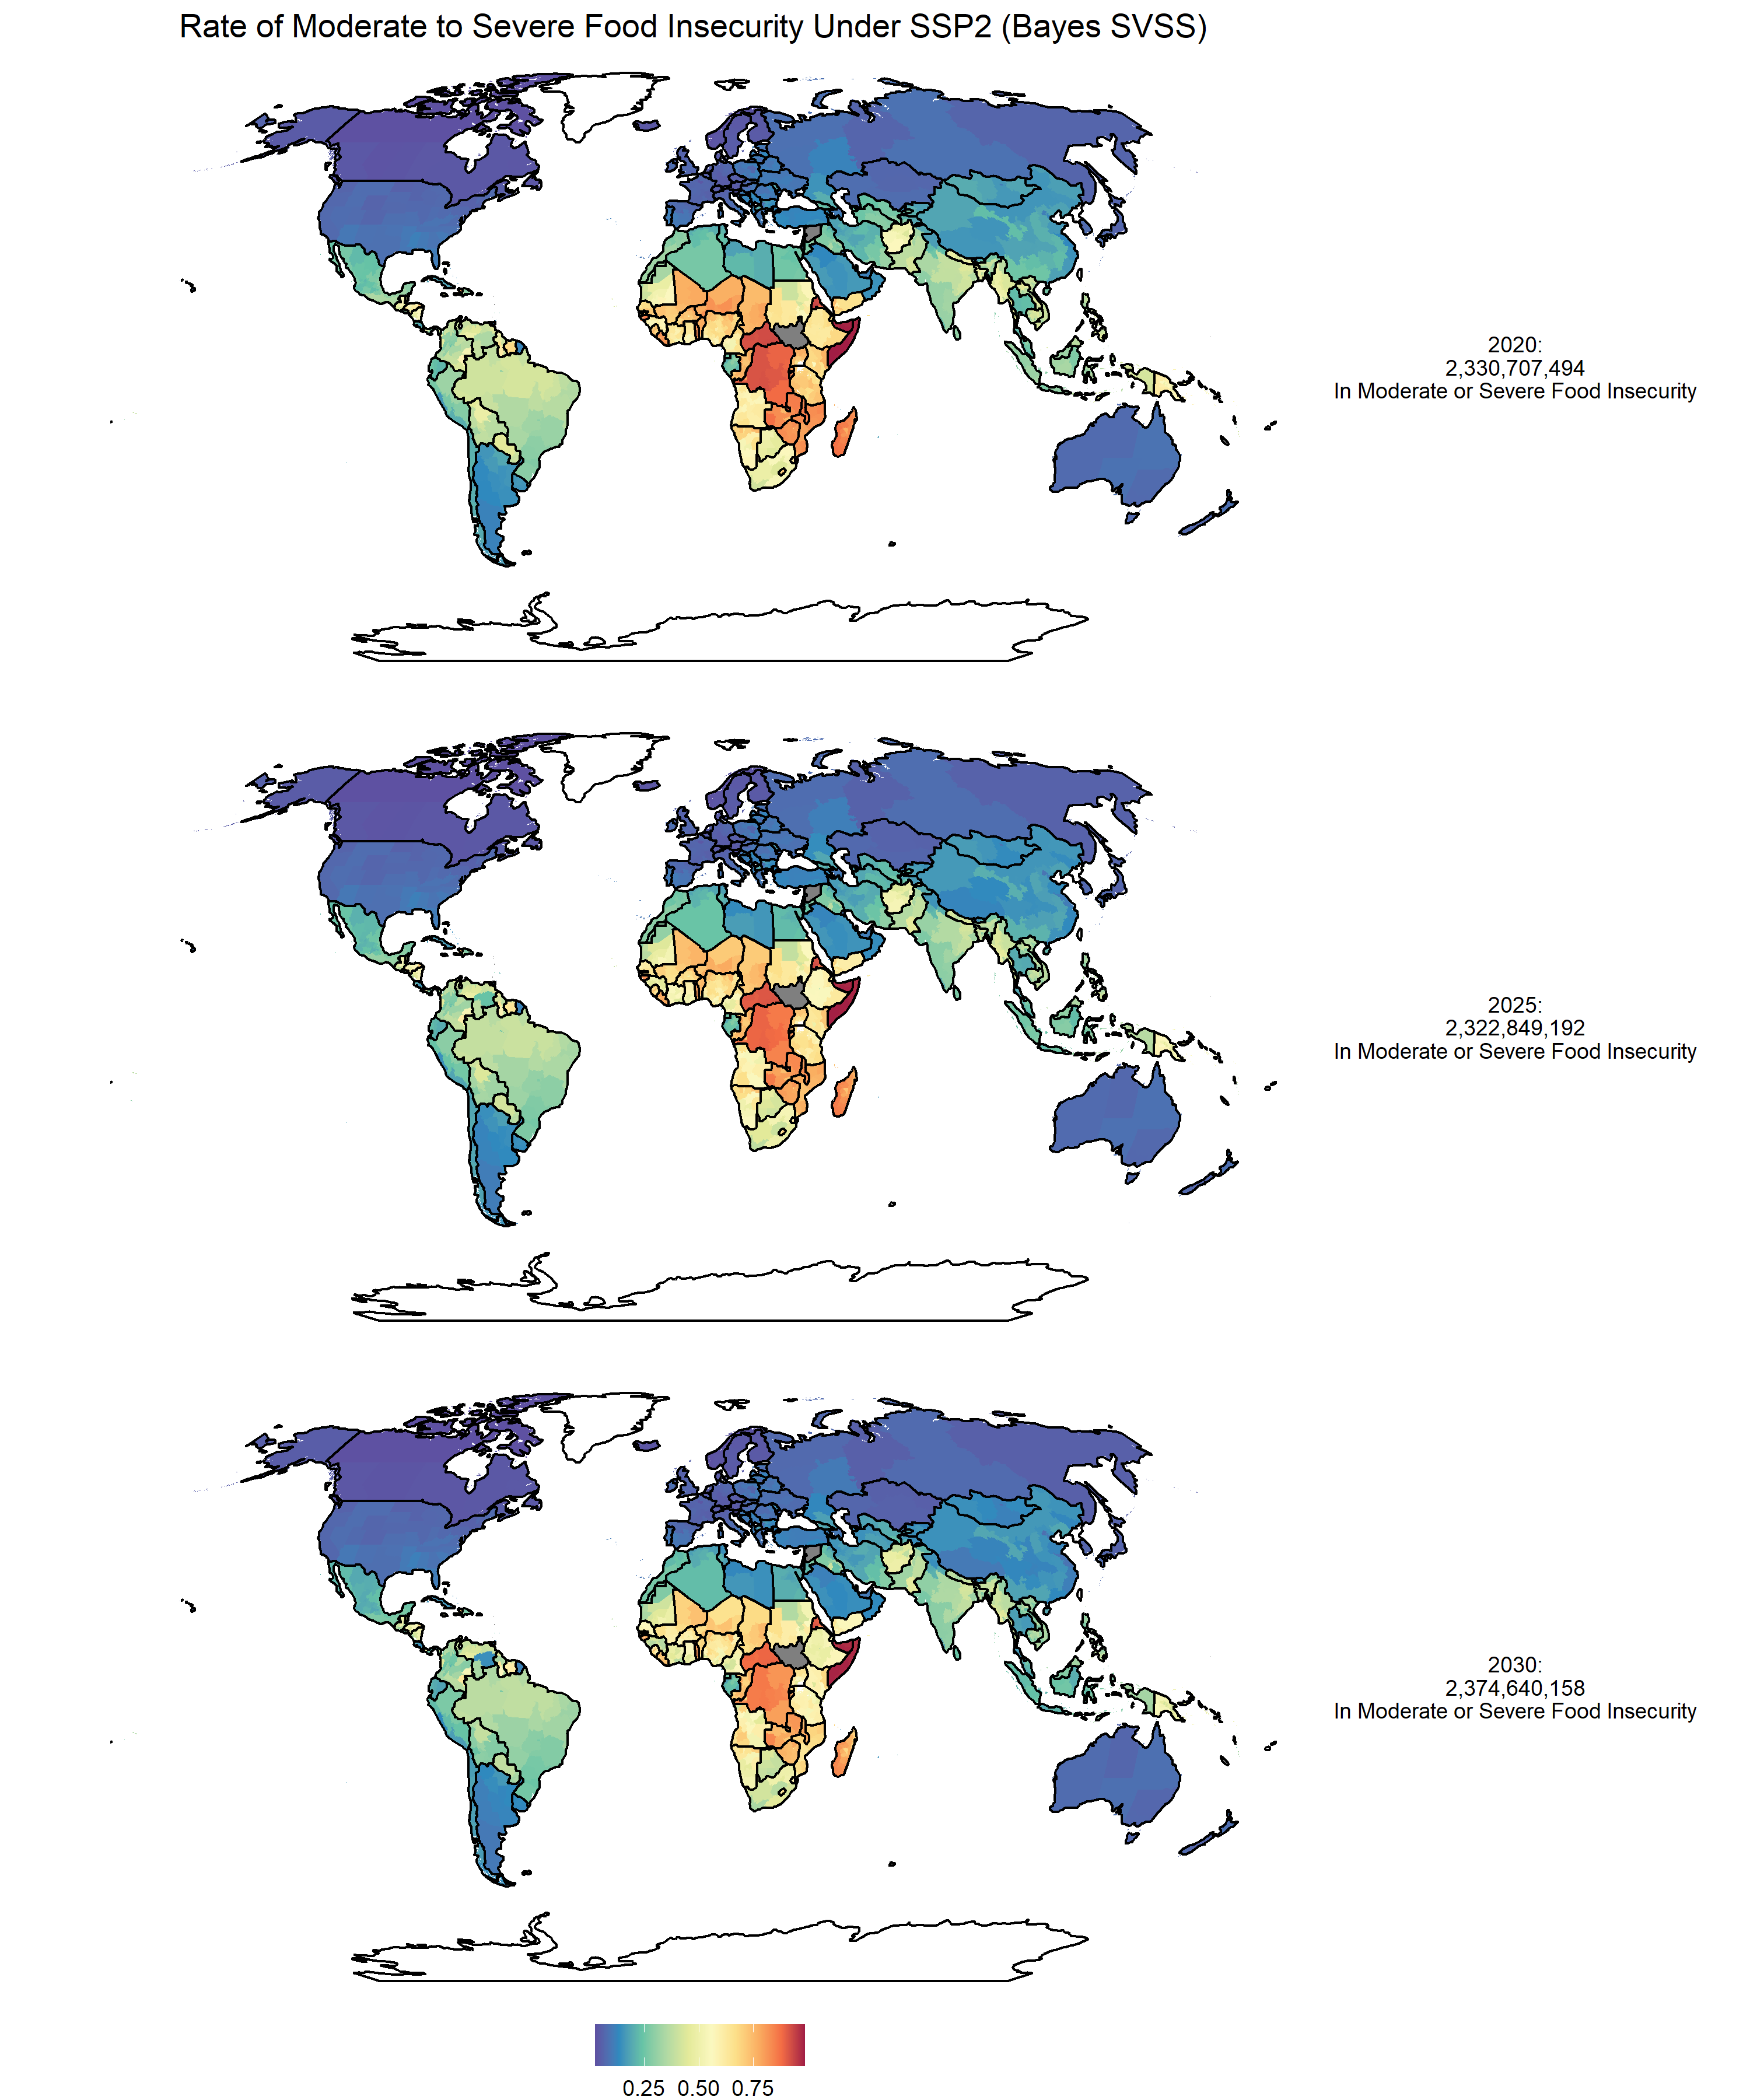 Rate of Moderate to Severe Food Insecurity Under SSP2 (Bayes SVSS)
2020:
2,330,707,494
In Moderate or Severe Food Insecurity
2025:
2,322,849,192
In Moderate or Severe Food Insecurity
2030:
2,374,640,158
In Moderate or Severe Food Insecurity
0.25 0.50 0.75